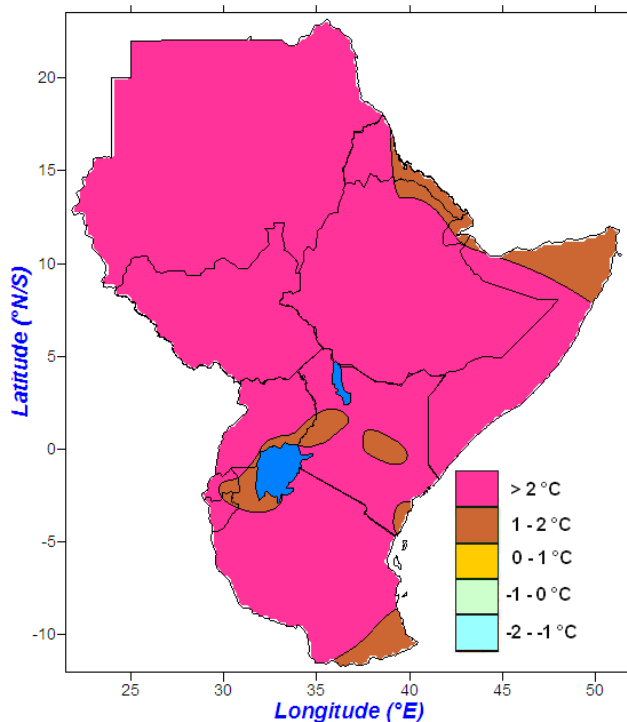 20
15
10
5
0
-5
-10
Latitude (°N/S)
> 2 °C
1 - 2 °C
0 - 1 °C
-1 - 0 °C
-2 - -1 °C
25 30 35 40 45 50
Longitude (°E)